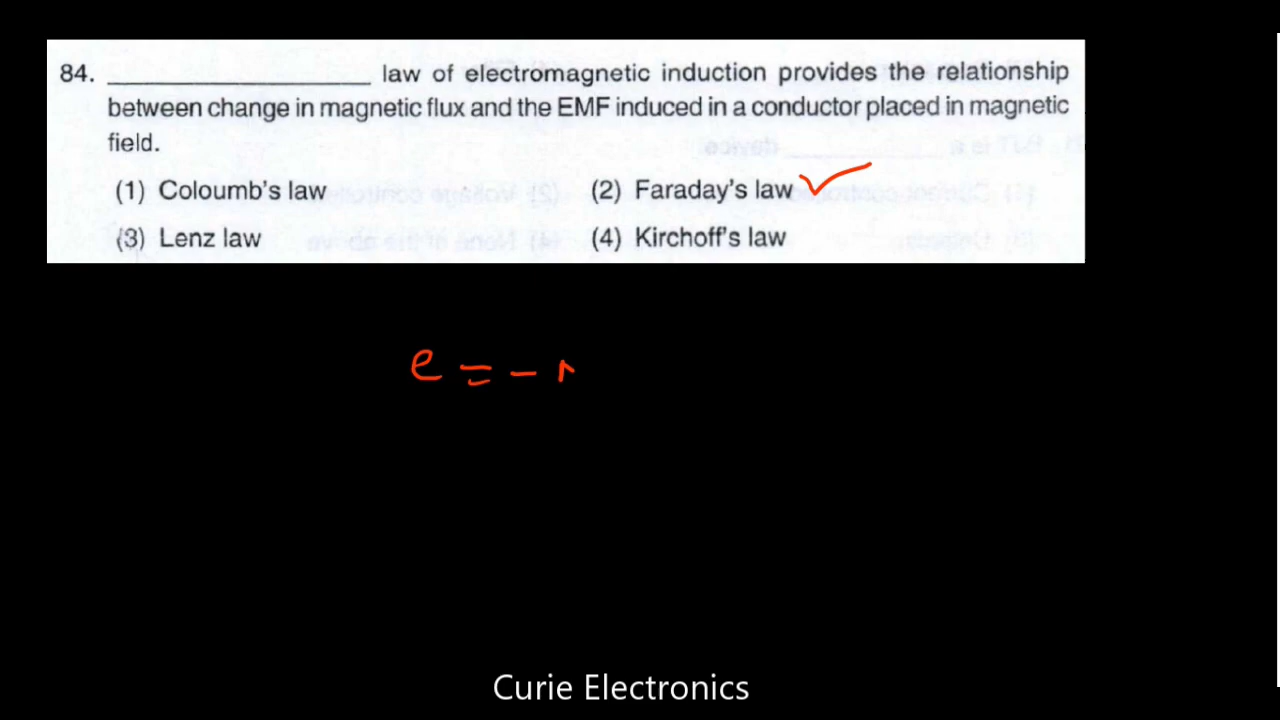 84. ____________________ law of electromagnetic induction provides the relationship
between change in magnetic flux and the EMF induced in a conductor placed in magnetic
field.
(1) Coloumb's law (2) Faraday's law
(3) Lenz law (4) Kirchoff's law
e = -
Curie Electronics